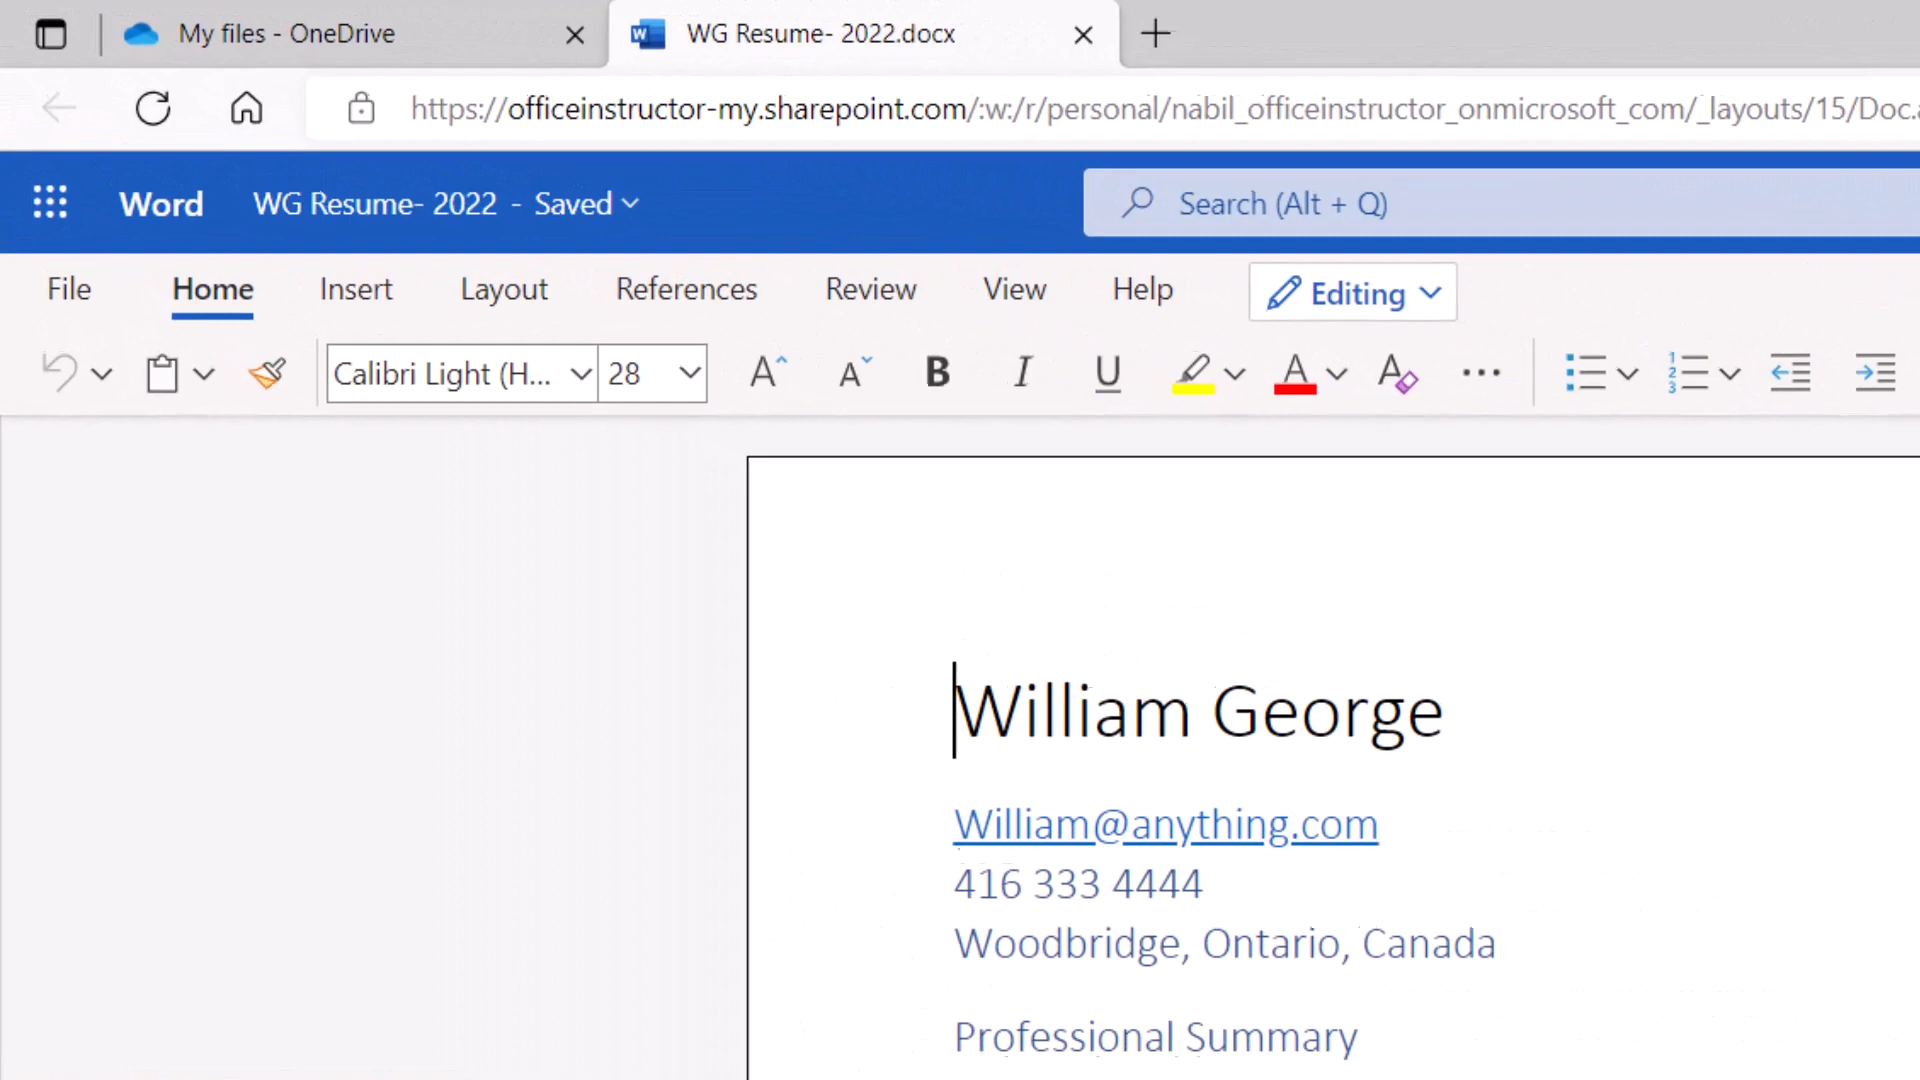 My files - OneDrive
WG Resume- 2022.docx
https://officeinstructor-my.sharepoint.com/:w:/r/personal/nabil_officeinstructor_onmicrosoft_com/_layouts/15/Doc.a
Word WG Resume- 2022 - Saved
Search (Alt + Q)
File Home Insert Layout References Review View Help Editing
Calibri Light (H... 28
William George
William@anything.com
416 333 4444
Woodbridge, Ontario, Canada
Professional Summary